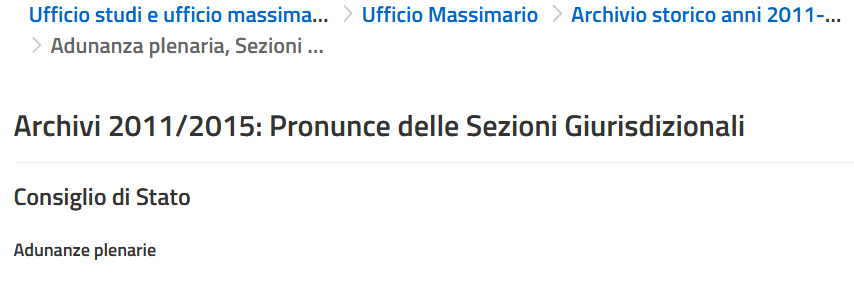 Ufficio studi e ufficio massima... > Ufficio Massimario > Archivio storico anni 2011-...
> Adunanza plenaria, Sezioni ...
Archivi 2011/2015: Pronunce delle Sezioni Giurisdizionali
Consiglio di Stato
Adunanze plenarie